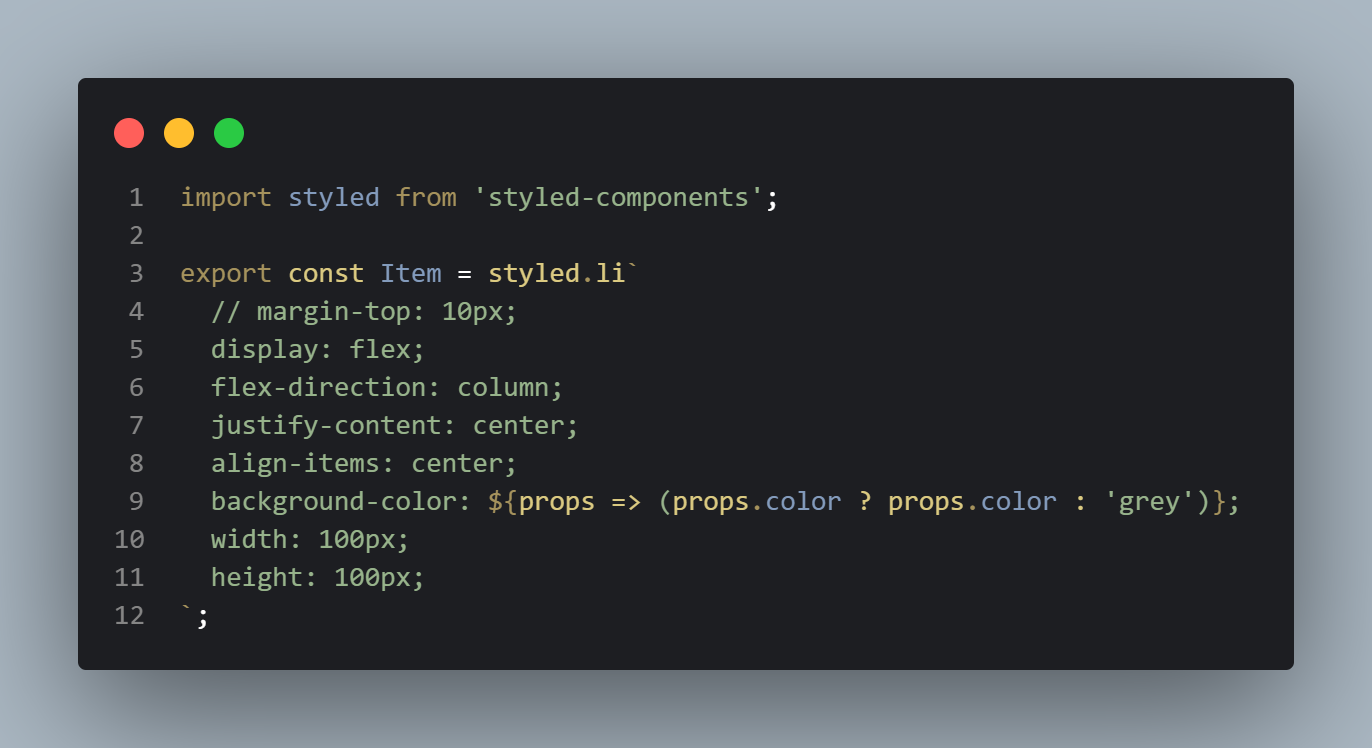 1 import styled from 'styled-components';
2
3 export const Item = styled.li`
4   // margin-top: 10px;
5   display: flex;
6   flex-direction: column;
7   justify-content: center;
8   align-items: center;
9   background-color: ${props => (props.color ? props.color : 'grey')};
10   width: 100px;
11   height: 100px;
12 `;